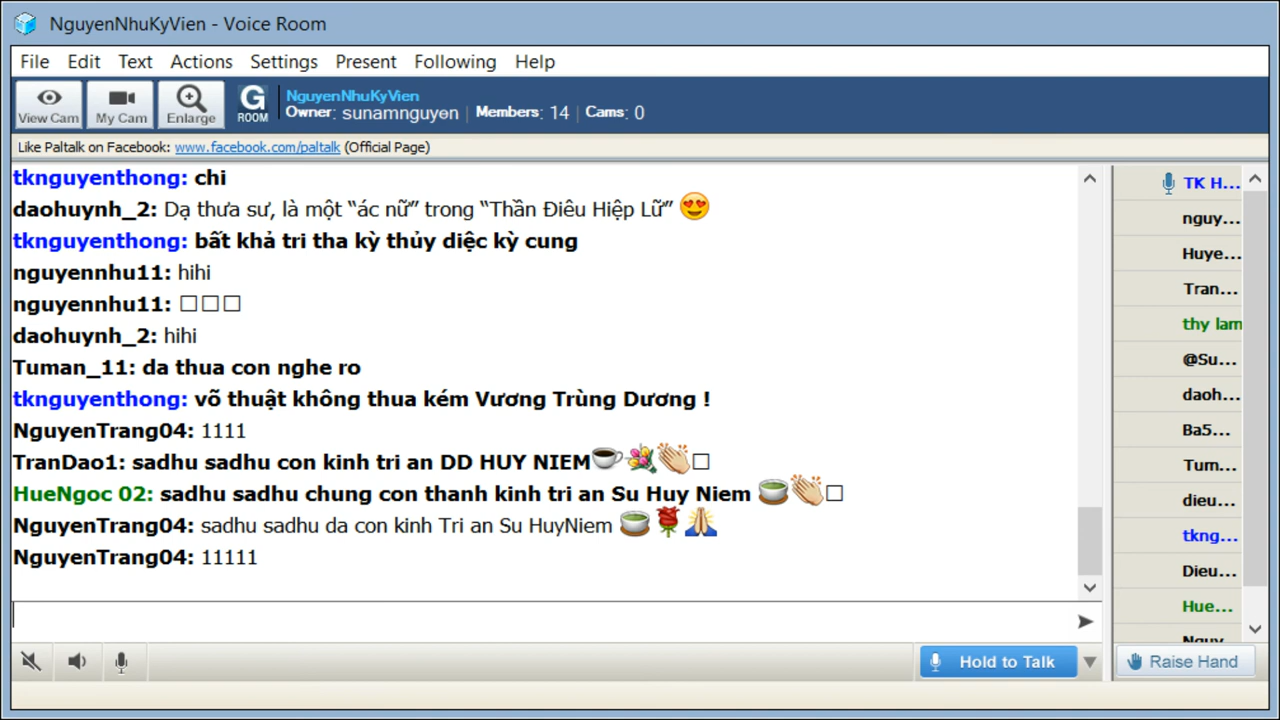 NguyenNhuKyVien - Voice Room
File Edit Text Actions Settings Present Following Help
View Cam My Cam Enlarge G ROOM
NguyenNhuKyVien
Owner: sunamnguyen | Members: 14 | Cams: 0
Like Paltalk on Facebook: www.facebook.com/paltalk (Official Page)
tknguyenthong: chi
daohuynh_2: Dạ thưa sư, là một “ác nữ” trong “Thần Điêu Hiệp Lữ” 😍
tknguyenthong: bất khả tri tha kỳ thủy diệc kỳ cung
nguyennhu11: hihi
nguyennhu11: □□□
daohuynh_2: hihi
Tuman_11: da thua con nghe ro
tknguyenthong: võ thuật không thua kém Vương Trùng Dương !
NguyenTrang04: 1111
TranDao1: sadhu sadhu con kinh tri an DD HUY NIEM☕💐👏□
HueNgoc 02: sadhu sadhu chung con thanh kinh tri an Su Huy Niem 🍵👏□
NguyenTrang04: sadhu sadhu da con kinh Tri an Su HuyNiem 🍵🌹🙏
NguyenTrang04: 11111
TK H...
nguy...
Huye...
Tran...
thy lam
@Su...
daoh...
Ba5...
Tum...
dieu...
tkng...
Dieu...
Hue...
Nguy
Hold to Talk
Raise Hand